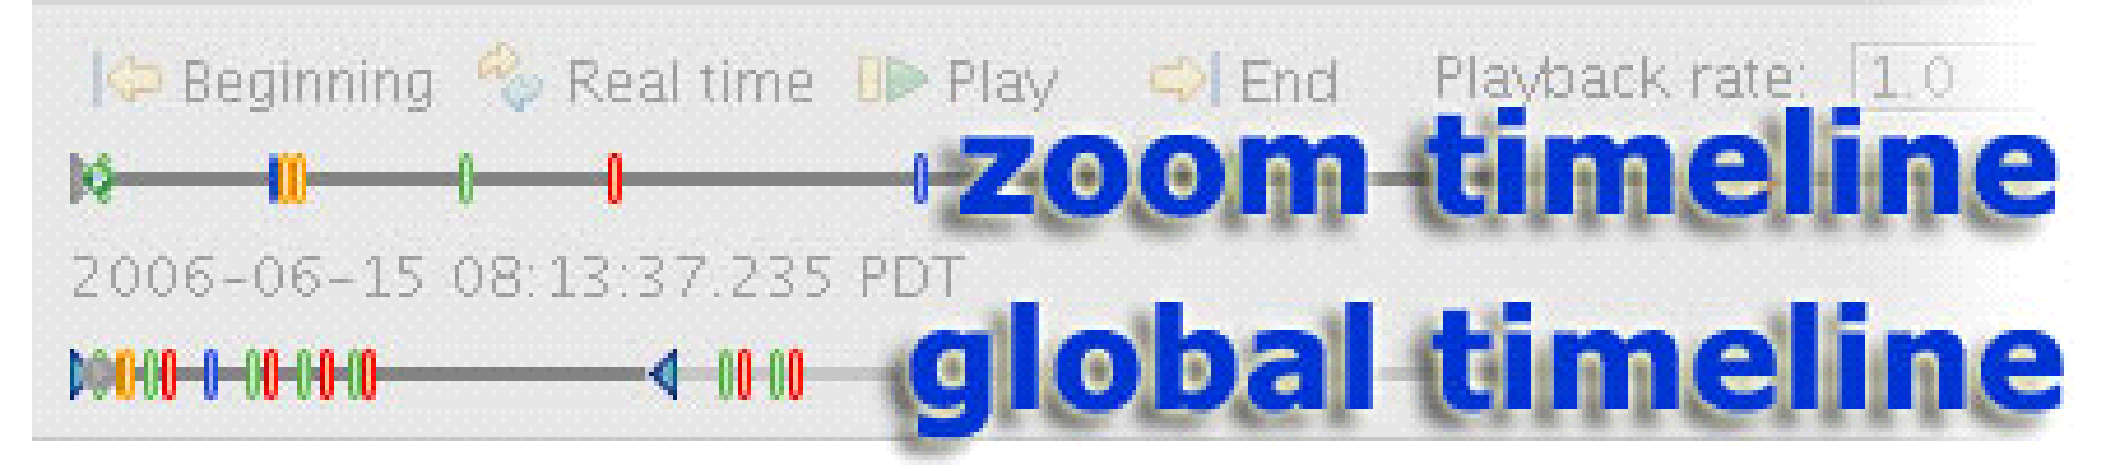 Beginning Real time Play End Playback rate: 1.0
zoom timeline
2006-06-15 08:13:37.235 PDT
global timeline